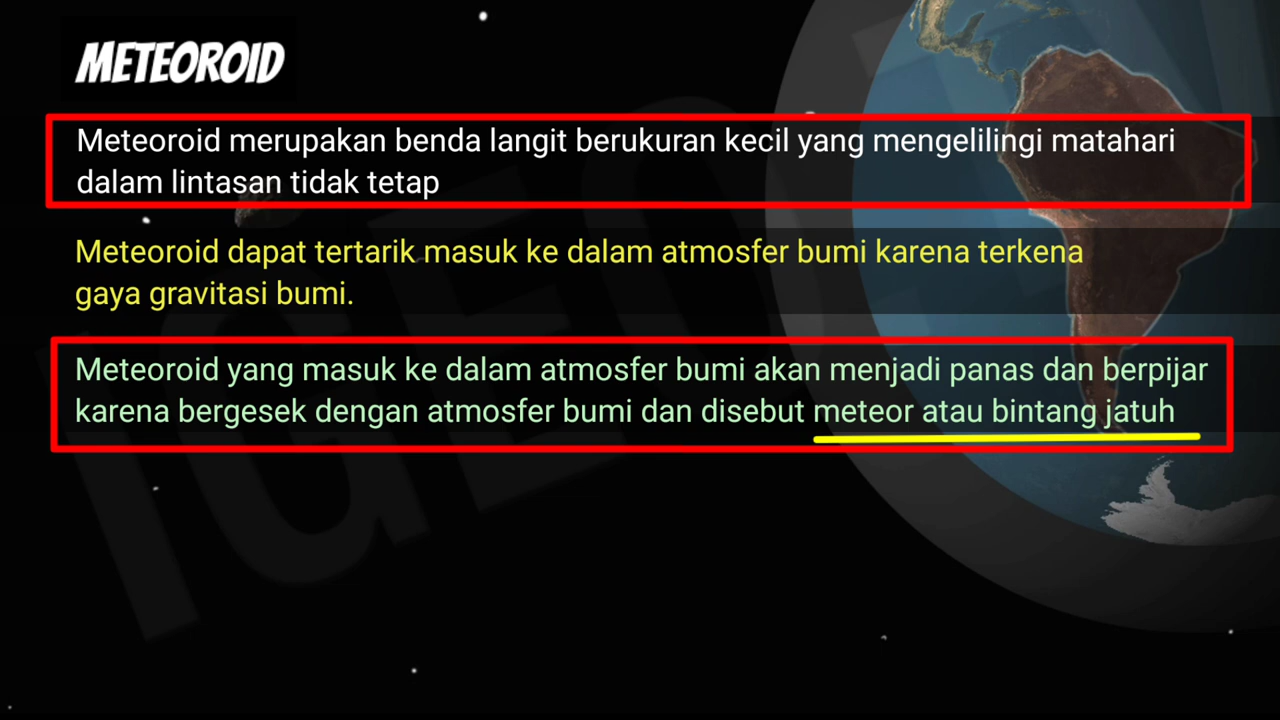 METEOROID
Meteoroid merupakan benda langit berukuran kecil yang mengelilingi matahari
dalam lintasan tidak tetap
Meteoroid dapat tertarik masuk ke dalam atmosfer bumi karena terkena
gaya gravitasi bumi.
Meteoroid yang masuk ke dalam atmosfer bumi akan menjadi panas dan berpijar
karena bergesek dengan atmosfer bumi dan disebut meteor atau bintang jatuh